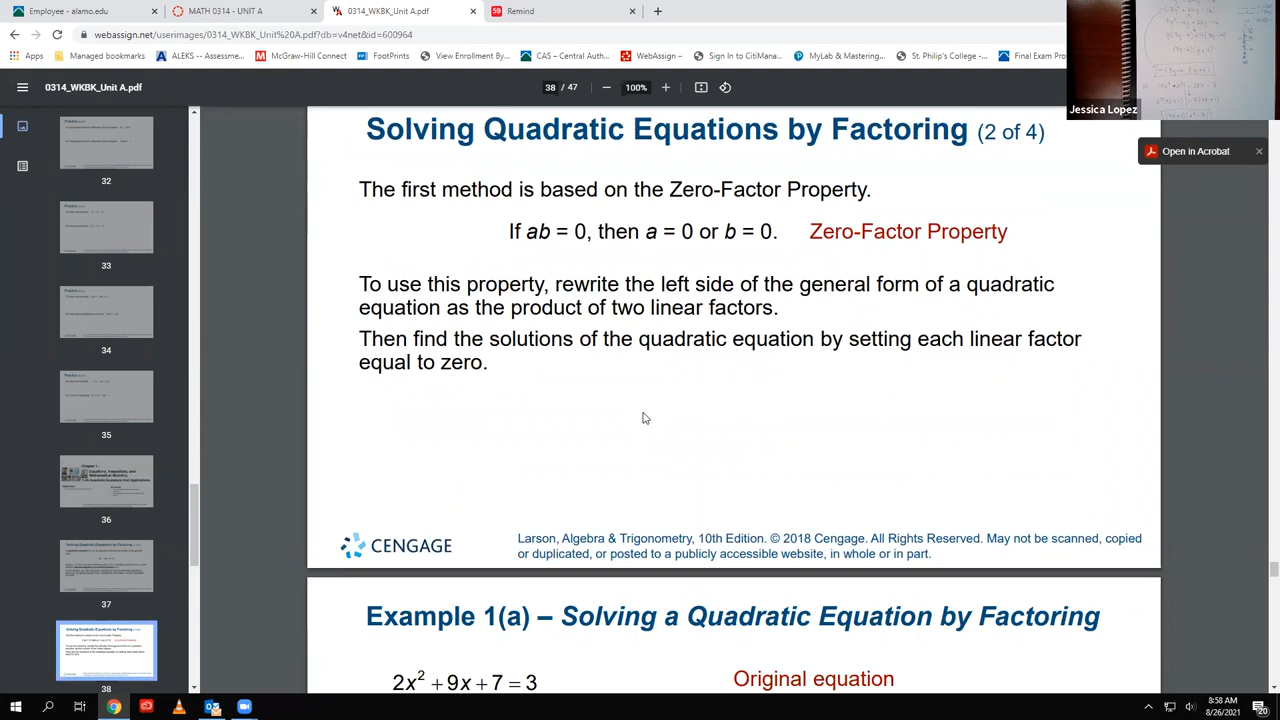 Employee - alamo.edu
MATH 0314 - UNIT A
0314_WKBK_Unit A.pdf
59 Remind
webassign.net/userimages/0314_WKBK_Unit%20A.pdf?db=v4net&id=600964
Apps
Managed bookmarks
ALEKS -- Assessme...
McGraw-Hill Connect
FootPrints
View Enrollment By...
CAS – Central Auth...
WebAssign –
Sign In to CitiMana...
MyLab & Mastering...
St. Philip's College -...
Final Exam Pro
0314_WKBK_Unit A.pdf
38 / 47
100%
Jessica Lopez
Open in Acrobat
32
33
34
35
36
37
38
Solving Quadratic Equations by Factoring (2 of 4)
The first method is based on the Zero-Factor Property.
If ab = 0, then a = 0 or b = 0. Zero-Factor Property
To use this property, rewrite the left side of the general form of a quadratic
equation as the product of two linear factors.
Then find the solutions of the quadratic equation by setting each linear factor
equal to zero.
CENGAGE
Larson, Algebra & Trigonometry, 10th Edition. © 2018 Cengage. All Rights Reserved. May not be scanned, copied
or duplicated, or posted to a publicly accessible website, in whole or in part.
Example 1(a) – Solving a Quadratic Equation by Factoring
2x² + 9x + 7 = 3 Original equation
8:58 AM
8/26/2021
20